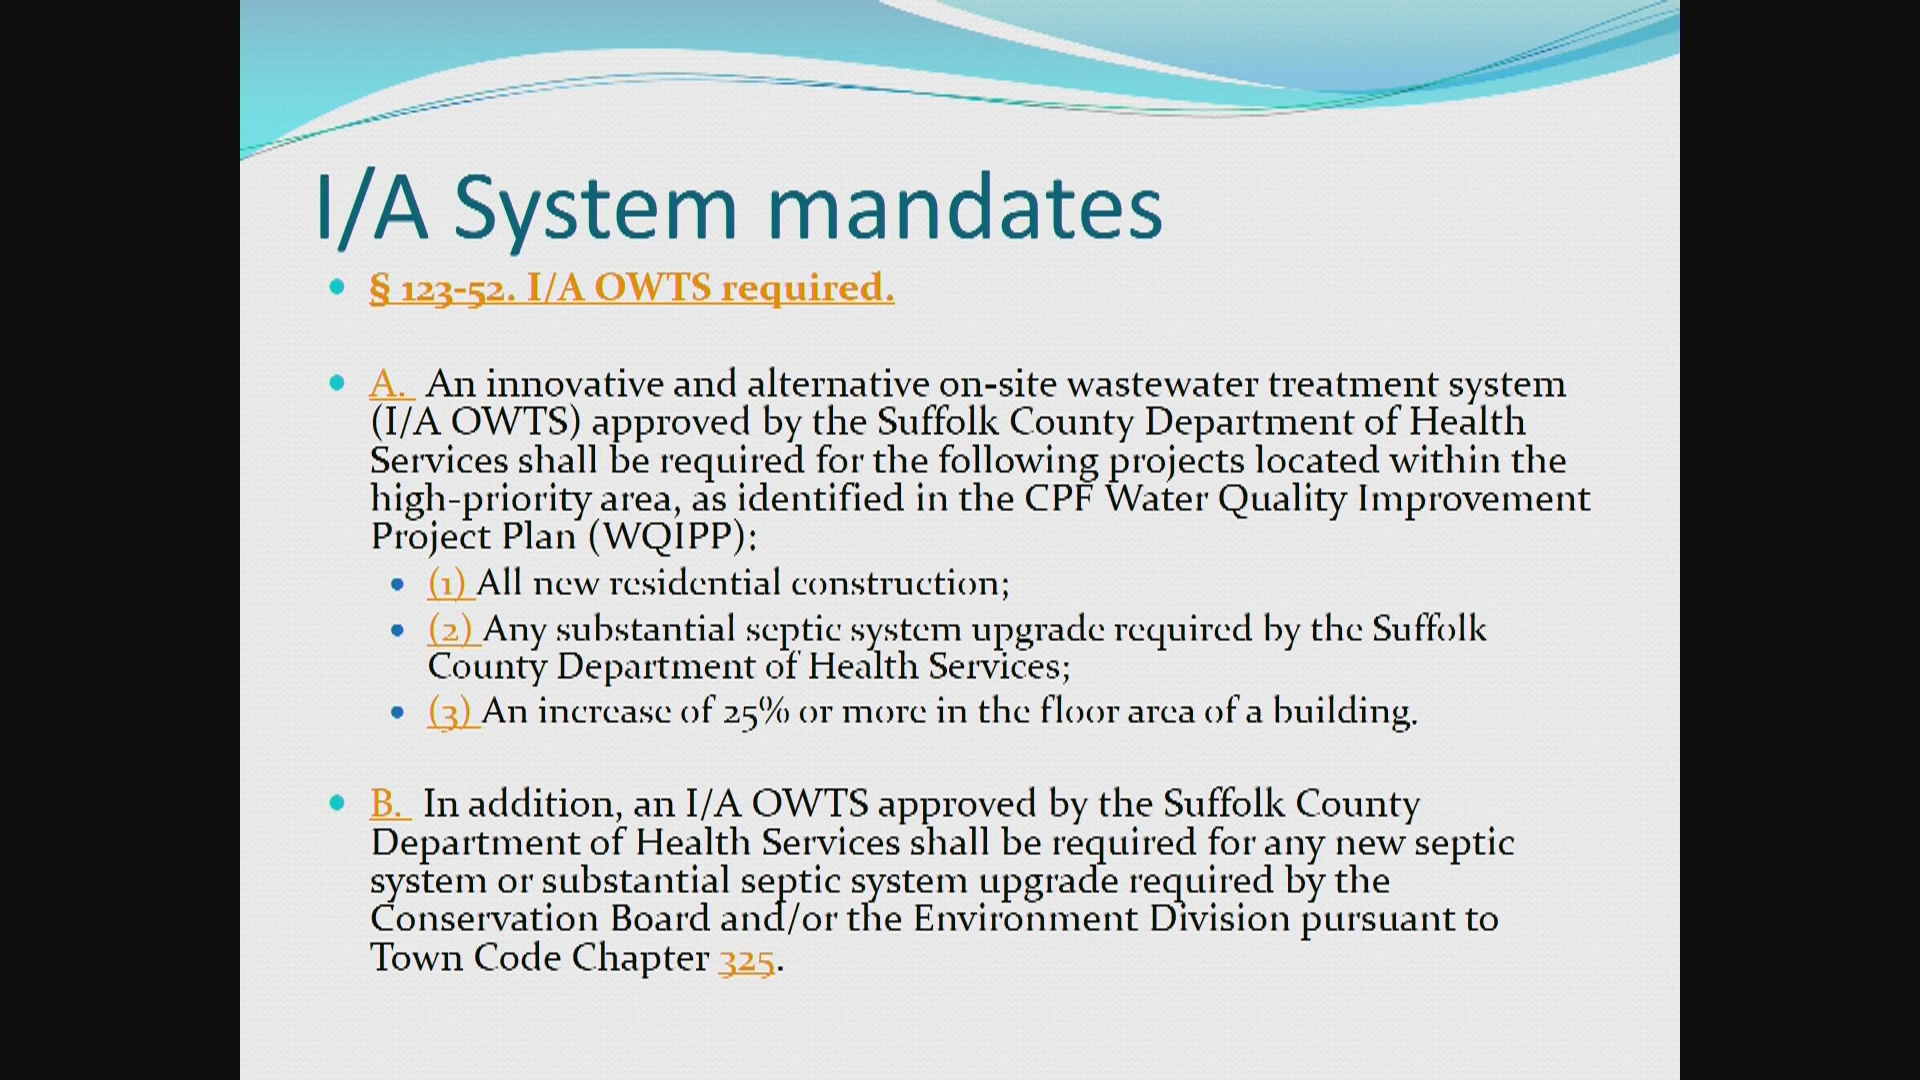 I/A System mandates
§ 123-52. I/A OWTS required.
A. An innovative and alternative on-site wastewater treatment system
(I/A OWTS) approved by the Suffolk County Department of Health
Services shall be required for the following projects located within the
high-priority area, as identified in the CPF Water Quality Improvement
Project Plan (WQIPP):
(1) All new residential construction;
(2) Any substantial septic system upgrade required by the Suffolk
County Department of Health Services;
(3) An increase of 25% or more in the floor area of a building.
B. In addition, an I/A OWTS approved by the Suffolk County
Department of Health Services shall be required for any new septic
system or substantial septic system upgrade required by the
Conservation Board and/or the Environment Division pursuant to
Town Code Chapter 325.